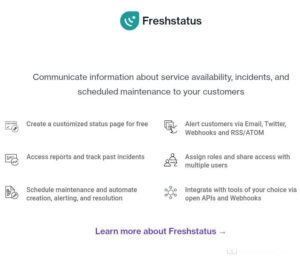 Freshstatus
Communicate information about service availability, incidents, and
scheduled maintenance to your customers
Create a customized status page for free
Alert customers via Email, Twitter,
Webhooks and RSS/ATOM
Access reports and track past incidents
Assign roles and share access with
multiple users
Schedule maintenance and automate
creation, alerting, and resolution
Integrate with tools of your choice via
open APIs and Webhooks
Learn more about Freshstatus →